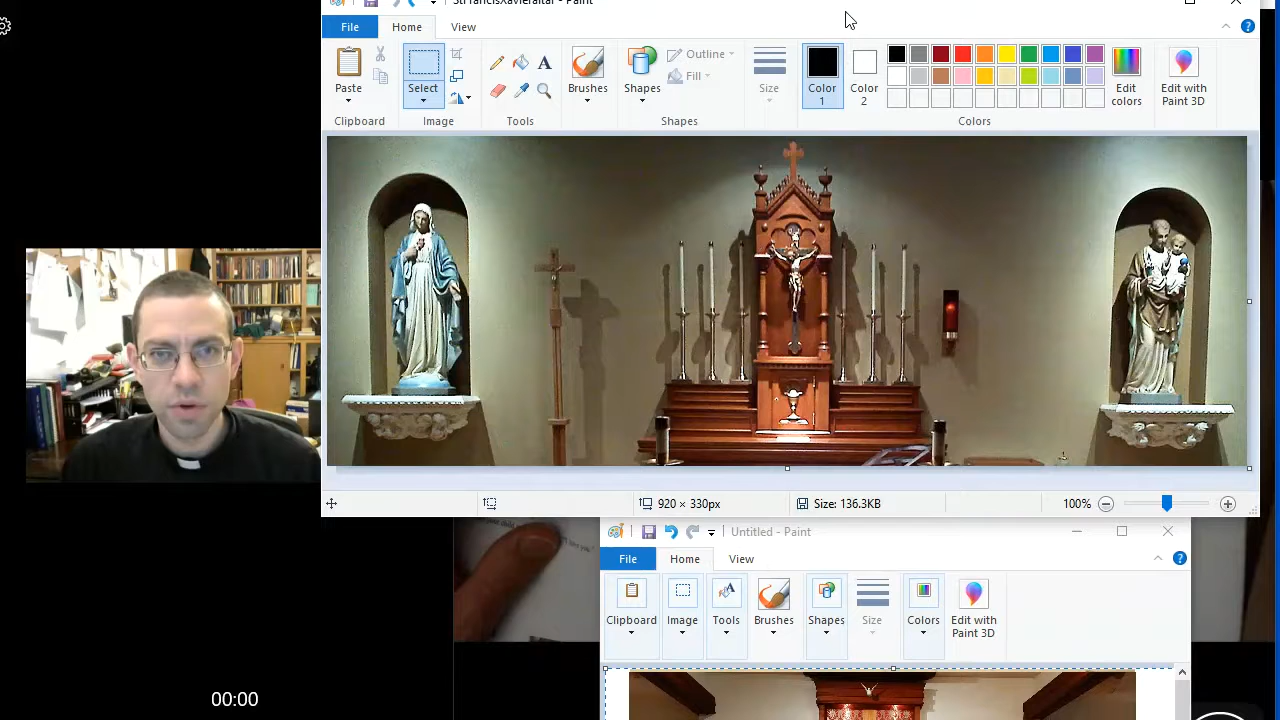 StFrancisXavieraltar - Paint
File Home View
Paste
Select
Brushes
Shapes
Outline
Fill
Size
Color 1
Color 2
Edit colors
Edit with Paint 3D
Clipboard
Image
Tools
Shapes
Colors
920 × 330px
Size: 136.3KB
100%
Untitled - Paint
File Home View
Clipboard
Image
Tools
Brushes
Shapes
Size
Colors
Edit with Paint 3D
00:00